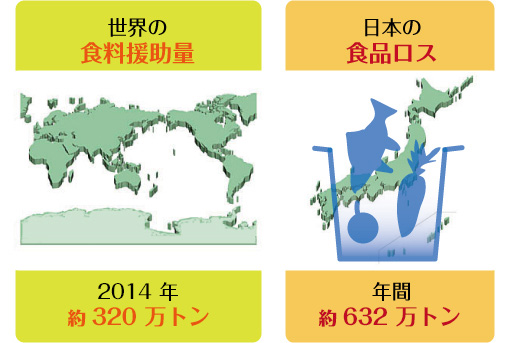 世界の
食料援助量
2014 年
約 320 万トン
日本の
食品ロス
年間
約 632 万トン